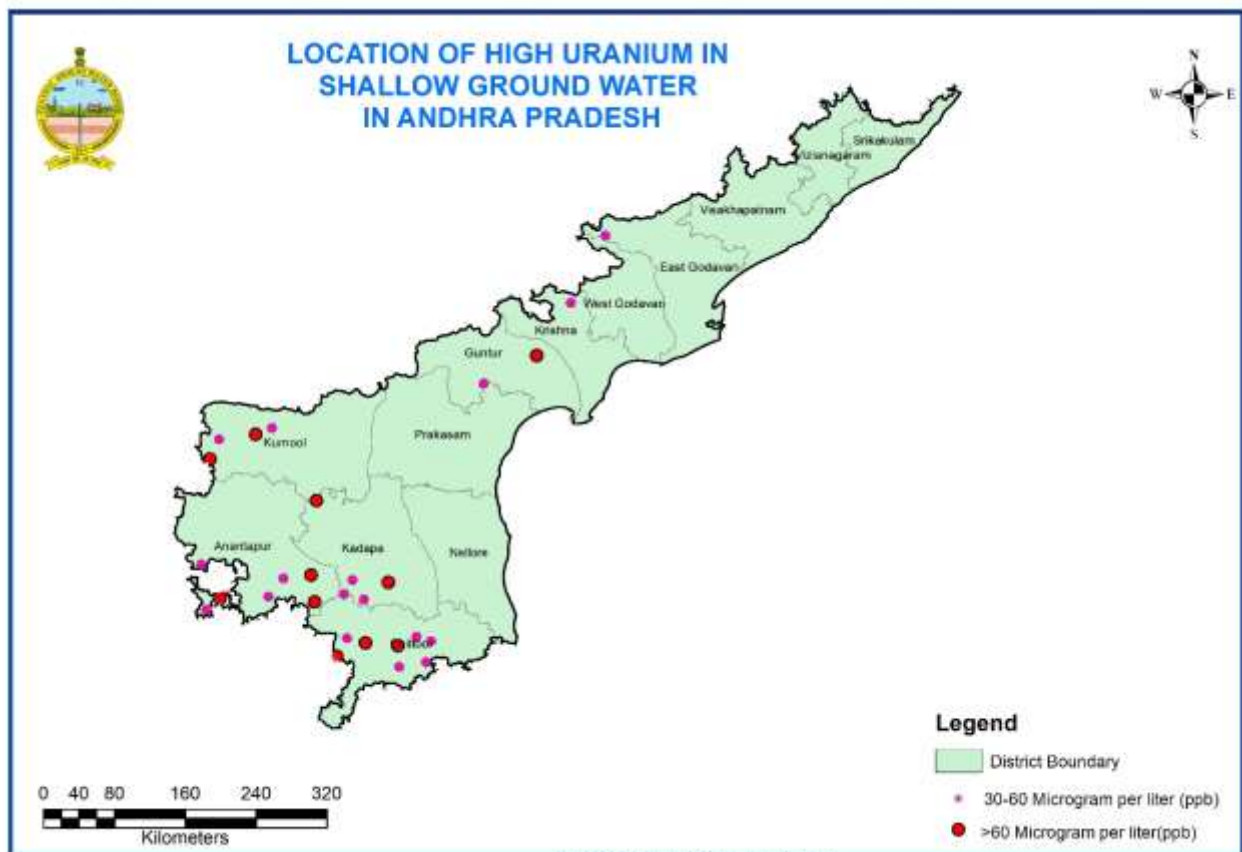 LOCATION OF HIGH URANIUM IN
SHALLOW GROUND WATER
IN ANDHRA PRADESH
N
W E
S
Srikakulam
Vizianagaram
Visakhapatnam
East Godavari
West Godavari
Krishna
Guntur
Prakasam
Kurnool
Anantapur
Kadapa
Nellore
Legend
District Boundary
30-60 Microgram per liter (ppb)
>60 Microgram per liter(ppb)
0 40 80 160 240 320
Kilometers